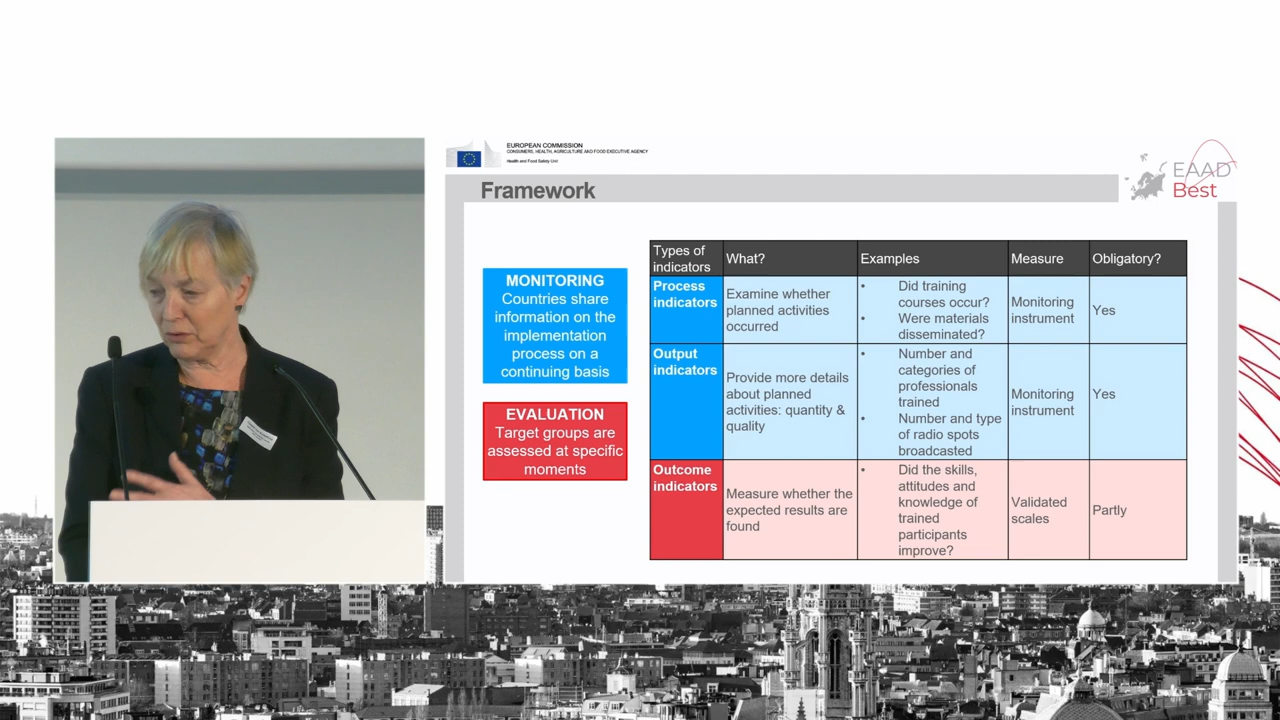 EUROPEAN COMMISSION
CONSUMERS, HEALTH, AGRICULTURE AND FOOD EXECUTIVE AGENCY
Health and Food Safety Unit
EAAD
Best
Framework
MONITORING
Countries share
information on the
implementation
process on a
continuing basis
EVALUATION
Target groups are
assessed at specific
moments
Types of
indicators
What?
Examples
Measure
Obligatory?
Process
indicators
Examine whether
planned activities
occurred
• Did training
courses occur?
• Were materials
disseminated?
Monitoring
instrument
Yes
Output
indicators
Provide more details
about planned
activities: quantity &
quality
• Number and
categories of
professionals
trained
• Number and type
of radio spots
broadcasted
Monitoring
instrument
Yes
Outcome
indicators
Measure whether the
expected results are
found
• Did the skills,
attitudes and
knowledge of
trained
participants
improve?
Validated
scales
Partly